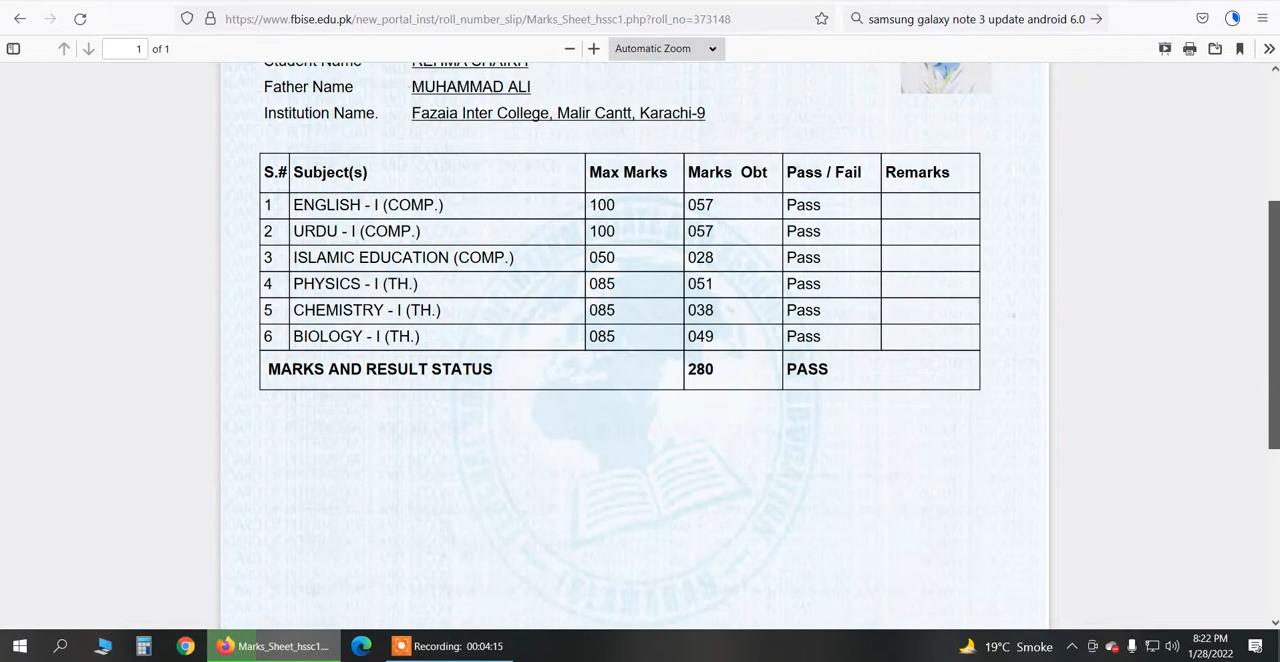 https://www.fbise.edu.pk/new_portal_inst/roll_number_slip/Marks_Sheet_hssc1.php?roll_no=373148
samsung galaxy note 3 update android 6.0
1 of 1
Automatic Zoom
Student Name REHMA SHAIKH
Father Name MUHAMMAD ALI
Institution Name. Fazaia Inter College, Malir Cantt, Karachi-9
S.# Subject(s) Max Marks Marks Obt Pass / Fail Remarks
1 ENGLISH - I (COMP.) 100 057 Pass
2 URDU - I (COMP.) 100 057 Pass
3 ISLAMIC EDUCATION (COMP.) 050 028 Pass
4 PHYSICS - I (TH.) 085 051 Pass
5 CHEMISTRY - I (TH.) 085 038 Pass
6 BIOLOGY - I (TH.) 085 049 Pass
MARKS AND RESULT STATUS 280 PASS
Marks_Sheet_hssc1....
Recording: 00:04:15
19°C Smoke
8:22 PM
1/28/2022